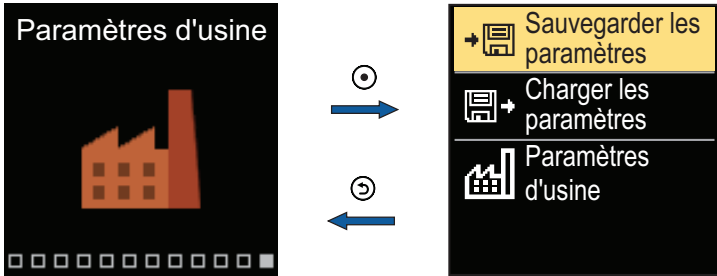 Paramètres d'usine
Sauvegarder les
paramètres
Charger les
paramètres
Paramètres
d'usine